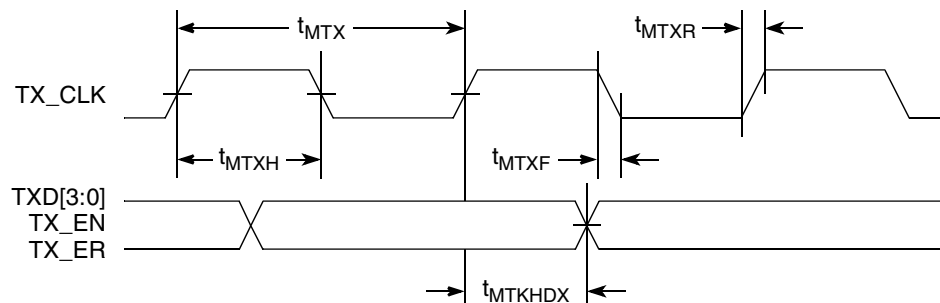 tMTX
tMTXR
TX_CLK
tMTXH
tMTXF
TXD[3:0]
TX_EN
TX_ER
tMTKHDX